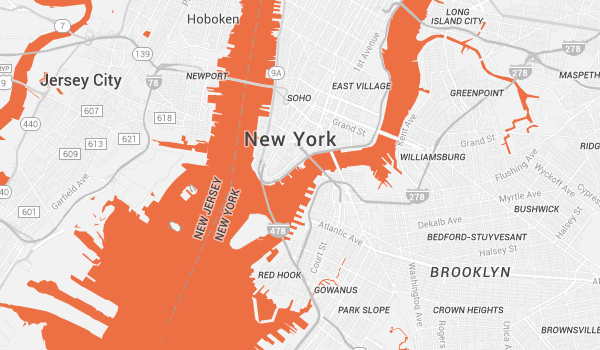 Hoboken
LONG
ISLAND CITY
7
139
1st Avenue
278
278
Jersey City
78
NEWPORT
9A
EAST VILLAGE
MASPETH
SOHO
GREENPOINT
607
618
Kent Ave
440
613
621
New York
Grand St
Grand St
RIDG
609
WILLIAMSBURG
Flushing Ave
Wyckoff Ave
Garfield Ave
278
Myrtle Ave
Cypres
601
NEW JERSEY
NEW YORK
BUSHWICK
Dekalb Ave
Halsey St
478
Atlantic Ave
BEDFORD-STUYVESANT
Court St
Halsey St
RED HOOK
BROOKLYN
GOWANUS
Washington Ave
PARK SLOPE
CROWN HEIGHTS
Rogers
Utica A
BROWNSVILLE